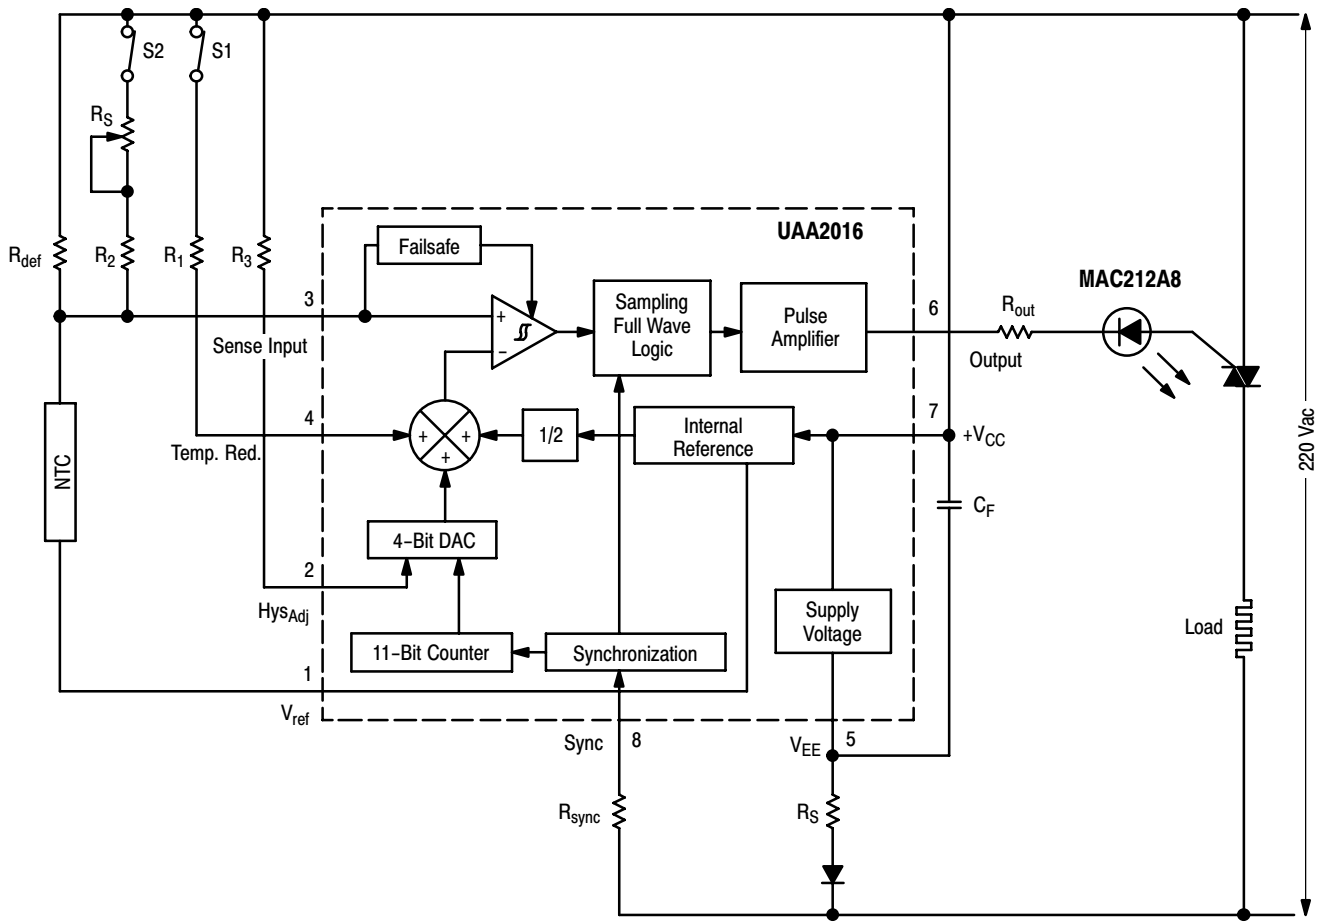 S2
S1
R_S
UAA2016
Failsafe
R_def
R_2
R_1
R_3
MAC212A8
3
Sense Input
+
−
Sampling
Full Wave
Logic
Pulse
Amplifier
6
Output
R_out
4
Temp. Red.
+
+
+
1/2
Internal
Reference
7
+V_CC
220 Vac
NTC
C_F
4−Bit DAC
2
Hys_Adj
Supply
Voltage
Load
11−Bit Counter
Synchronization
1
V_ref
Sync
8
V_EE
5
R_sync
R_S